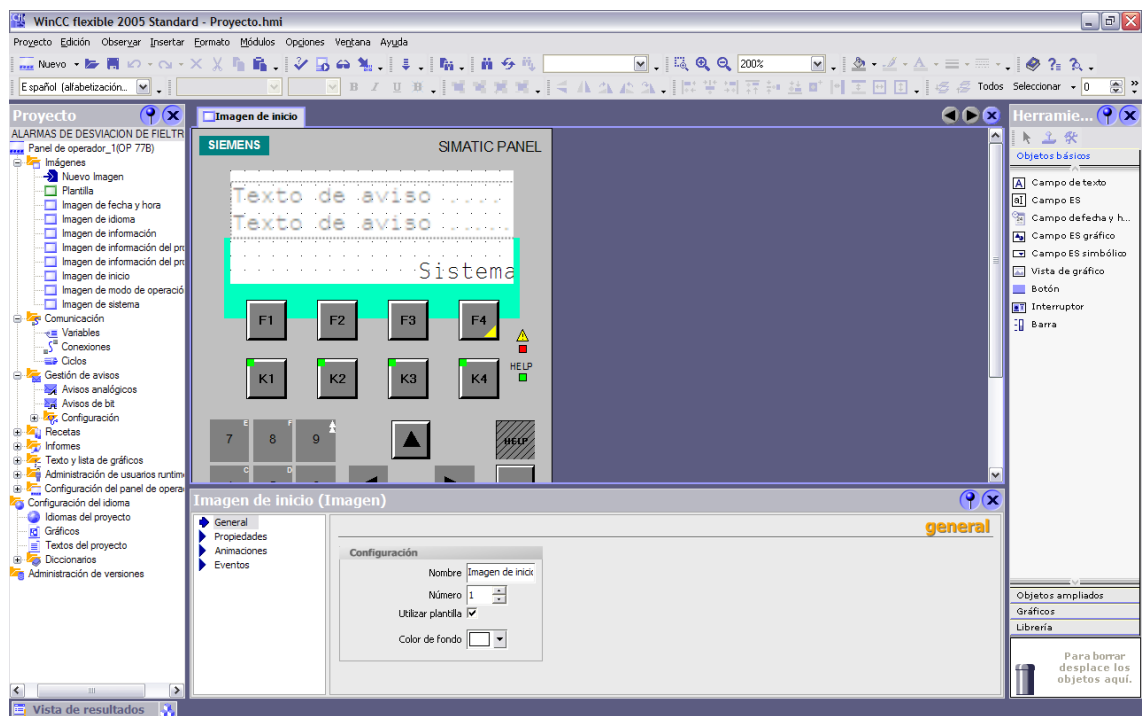 WinCC flexible 2005 Standard - Proyecto.hmi
Proyecto Edición Observar Insertar Formato Módulos Opciones Ventana Ayuda
Nuevo 200%
Español (alfabetización... B I U B Todos Seleccionar 0
Proyecto
ALARMAS DE DESVIACION DE FIELTR
Panel de operador_1(OP 77B)
Imágenes
Nuevo Imagen
Plantilla
Imagen de fecha y hora
Imagen de idioma
Imagen de información
Imagen de información del pro
Imagen de información del pro
Imagen de inicio
Imagen de modo de operació
Imagen de sistema
Comunicación
Variables
Conexiones
Ciclos
Gestión de avisos
Avisos analógicos
Avisos de bit
Configuración
Recetas
Informes
Texto y lista de gráficos
Administración de usuarios runtim
Configuración del panel de opera
Configuración del idioma
Idiomas del proyecto
Gráficos
Textos del proyecto
Diccionarios
Administración de versiones
Imagen de inicio
SIEMENS SIMATIC PANEL
Texto de aviso ....
Texto de aviso .....
Sistema
F1 F2 F3 F4
HELP
K1 K2 K3 K4
E F
7 8 9 HELP
C D
Imagen de inicio (Imagen)
General
Propiedades
Animaciones
Eventos
general
Configuración
Nombre Imagen de inicio
Número 1
Utilizar plantilla
Color de fondo
Herramie...
Objetos básicos
A Campo de texto
Campo ES
Campo defecha y h...
Campo ES gráfico
Campo ES simbólico
Vista de gráfico
Botón
Interruptor
Barra
Objetos ampliados
Gráficos
Librería
Para borrar
desplace los
objetos aquí.
Vista de resultados